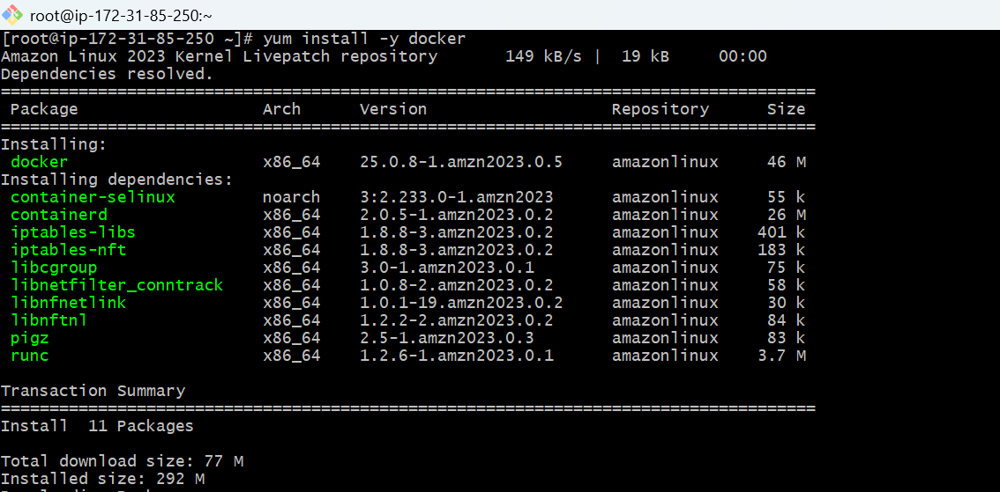 root@ip-172-31-85-250:~
[root@ip-172-31-85-250 ~]# yum install -y docker
Amazon Linux 2023 Kernel Livepatch repository       149 kB/s |  19 kB     00:00
Dependencies resolved.
====================================================================================
 Package                   Arch      Version                   Repository      Size
====================================================================================
Installing:
 docker                    x86_64    25.0.8-1.amzn2023.0.5     amazonlinux     46 M
Installing dependencies:
 container-selinux         noarch    3:2.233.0-1.amzn2023      amazonlinux     55 k
 containerd                x86_64    2.0.5-1.amzn2023.0.2      amazonlinux     26 M
 iptables-libs             x86_64    1.8.8-3.amzn2023.0.2      amazonlinux    401 k
 iptables-nft              x86_64    1.8.8-3.amzn2023.0.2      amazonlinux    183 k
 libcgroup                 x86_64    3.0-1.amzn2023.0.1        amazonlinux     75 k
 libnetfilter_conntrack    x86_64    1.0.8-2.amzn2023.0.2      amazonlinux     58 k
 libnfnetlink              x86_64    1.0.1-19.amzn2023.0.2     amazonlinux     30 k
 libnftnl                  x86_64    1.2.2-2.amzn2023.0.2      amazonlinux     84 k
 pigz                      x86_64    2.5-1.amzn2023.0.3        amazonlinux     83 k
 runc                      x86_64    1.2.6-1.amzn2023.0.1      amazonlinux    3.7 M
Transaction Summary
====================================================================================
Install  11 Packages
Total download size: 77 M
Installed size: 292 M